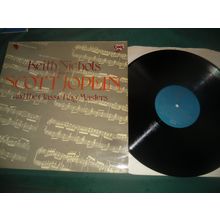 Keith Nichols
SCOTT JOPLIN
and the Classic Rag Masters